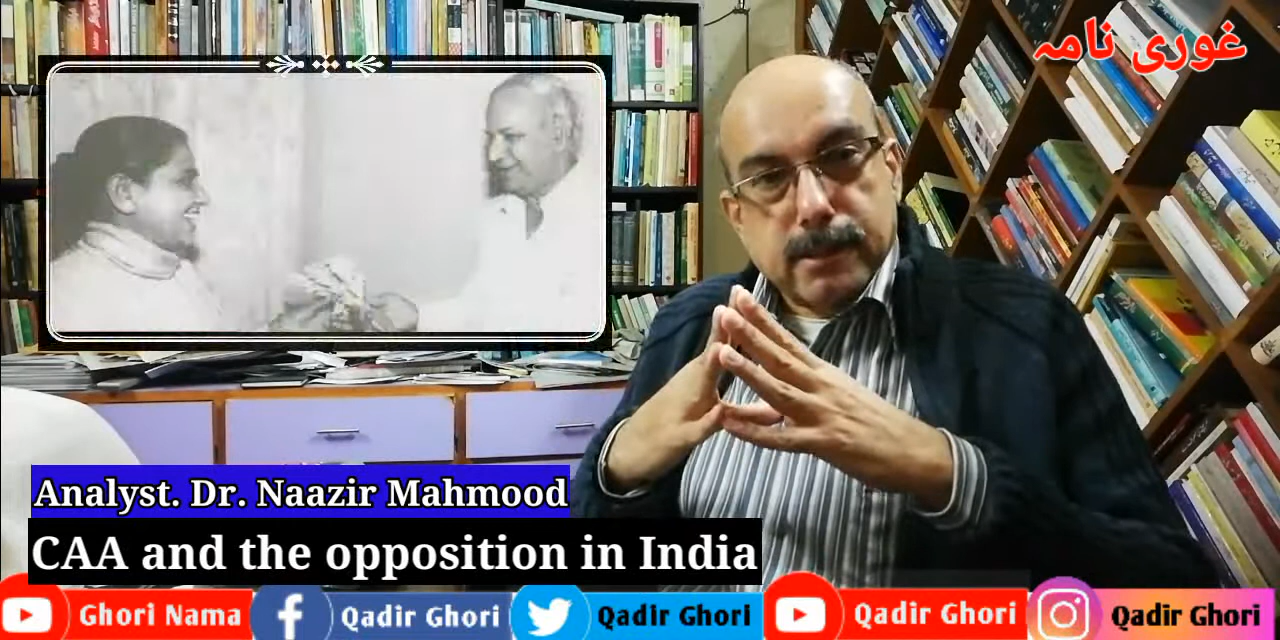 غوری نامہ
Analyst. Dr. Naazir Mahmood
CAA and the opposition in India
Ghori Nama
Qadir Ghori
Qadir Ghori
Qadir Ghori
Qadir Ghori